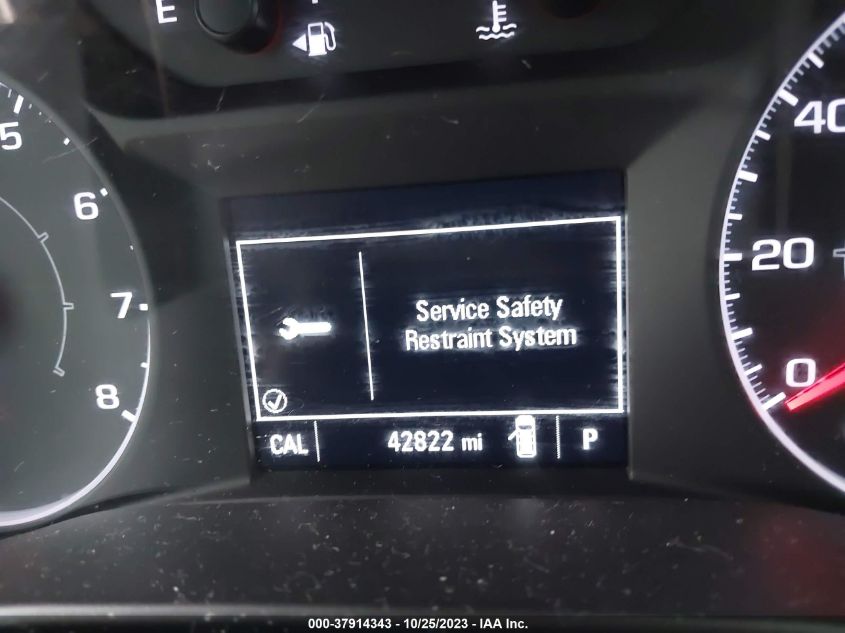 E
5
6
7
8
Service Safety
Restraint System
CAL 42822 mi P
40
20
0
000-37914343 - 10/25/2023 - IAA Inc.